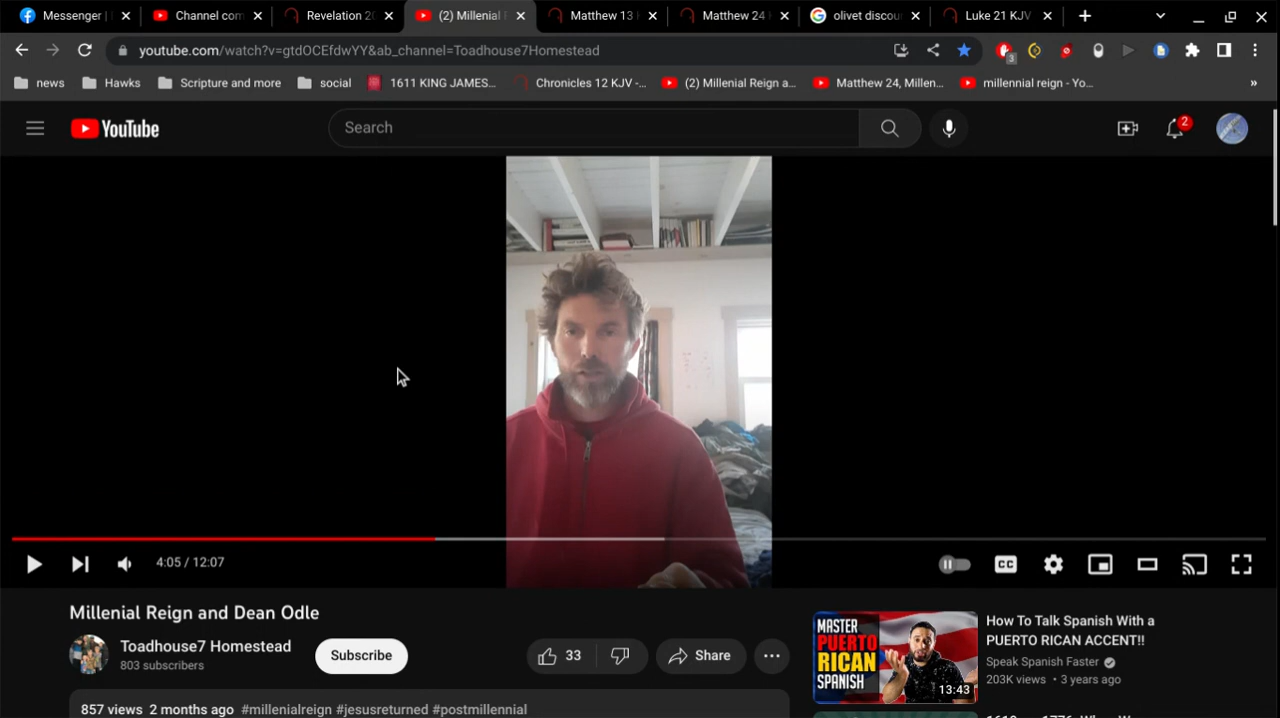 Messenger |
Channel com
Revelation 20
(2) Millenial R
Matthew 13
Matthew 24
olivet discou
Luke 21 KJV
youtube.com/watch?v=gtdOCEfdwYY&ab_channel=Toadhouse7Homestead
3
news
Hawks
Scripture and more
social
1611 KING JAMES...
Chronicles 12 KJV -...
(2) Millenial Reign a...
Matthew 24, Millen...
millennial reign - Yo...
»
YouTube
Search
2
4:05 / 12:07
CC
Millenial Reign and Dean Odle
Toadhouse7 Homestead
803 subscribers
Subscribe
33
Share
857 views 2 months ago #millenialreign #jesusreturned #postmillennial
MASTER
PUERTO
RICAN
SPANISH
13:43
How To Talk Spanish With a
PUERTO RICAN ACCENT!!
Speak Spanish Faster
203K views • 3 years ago